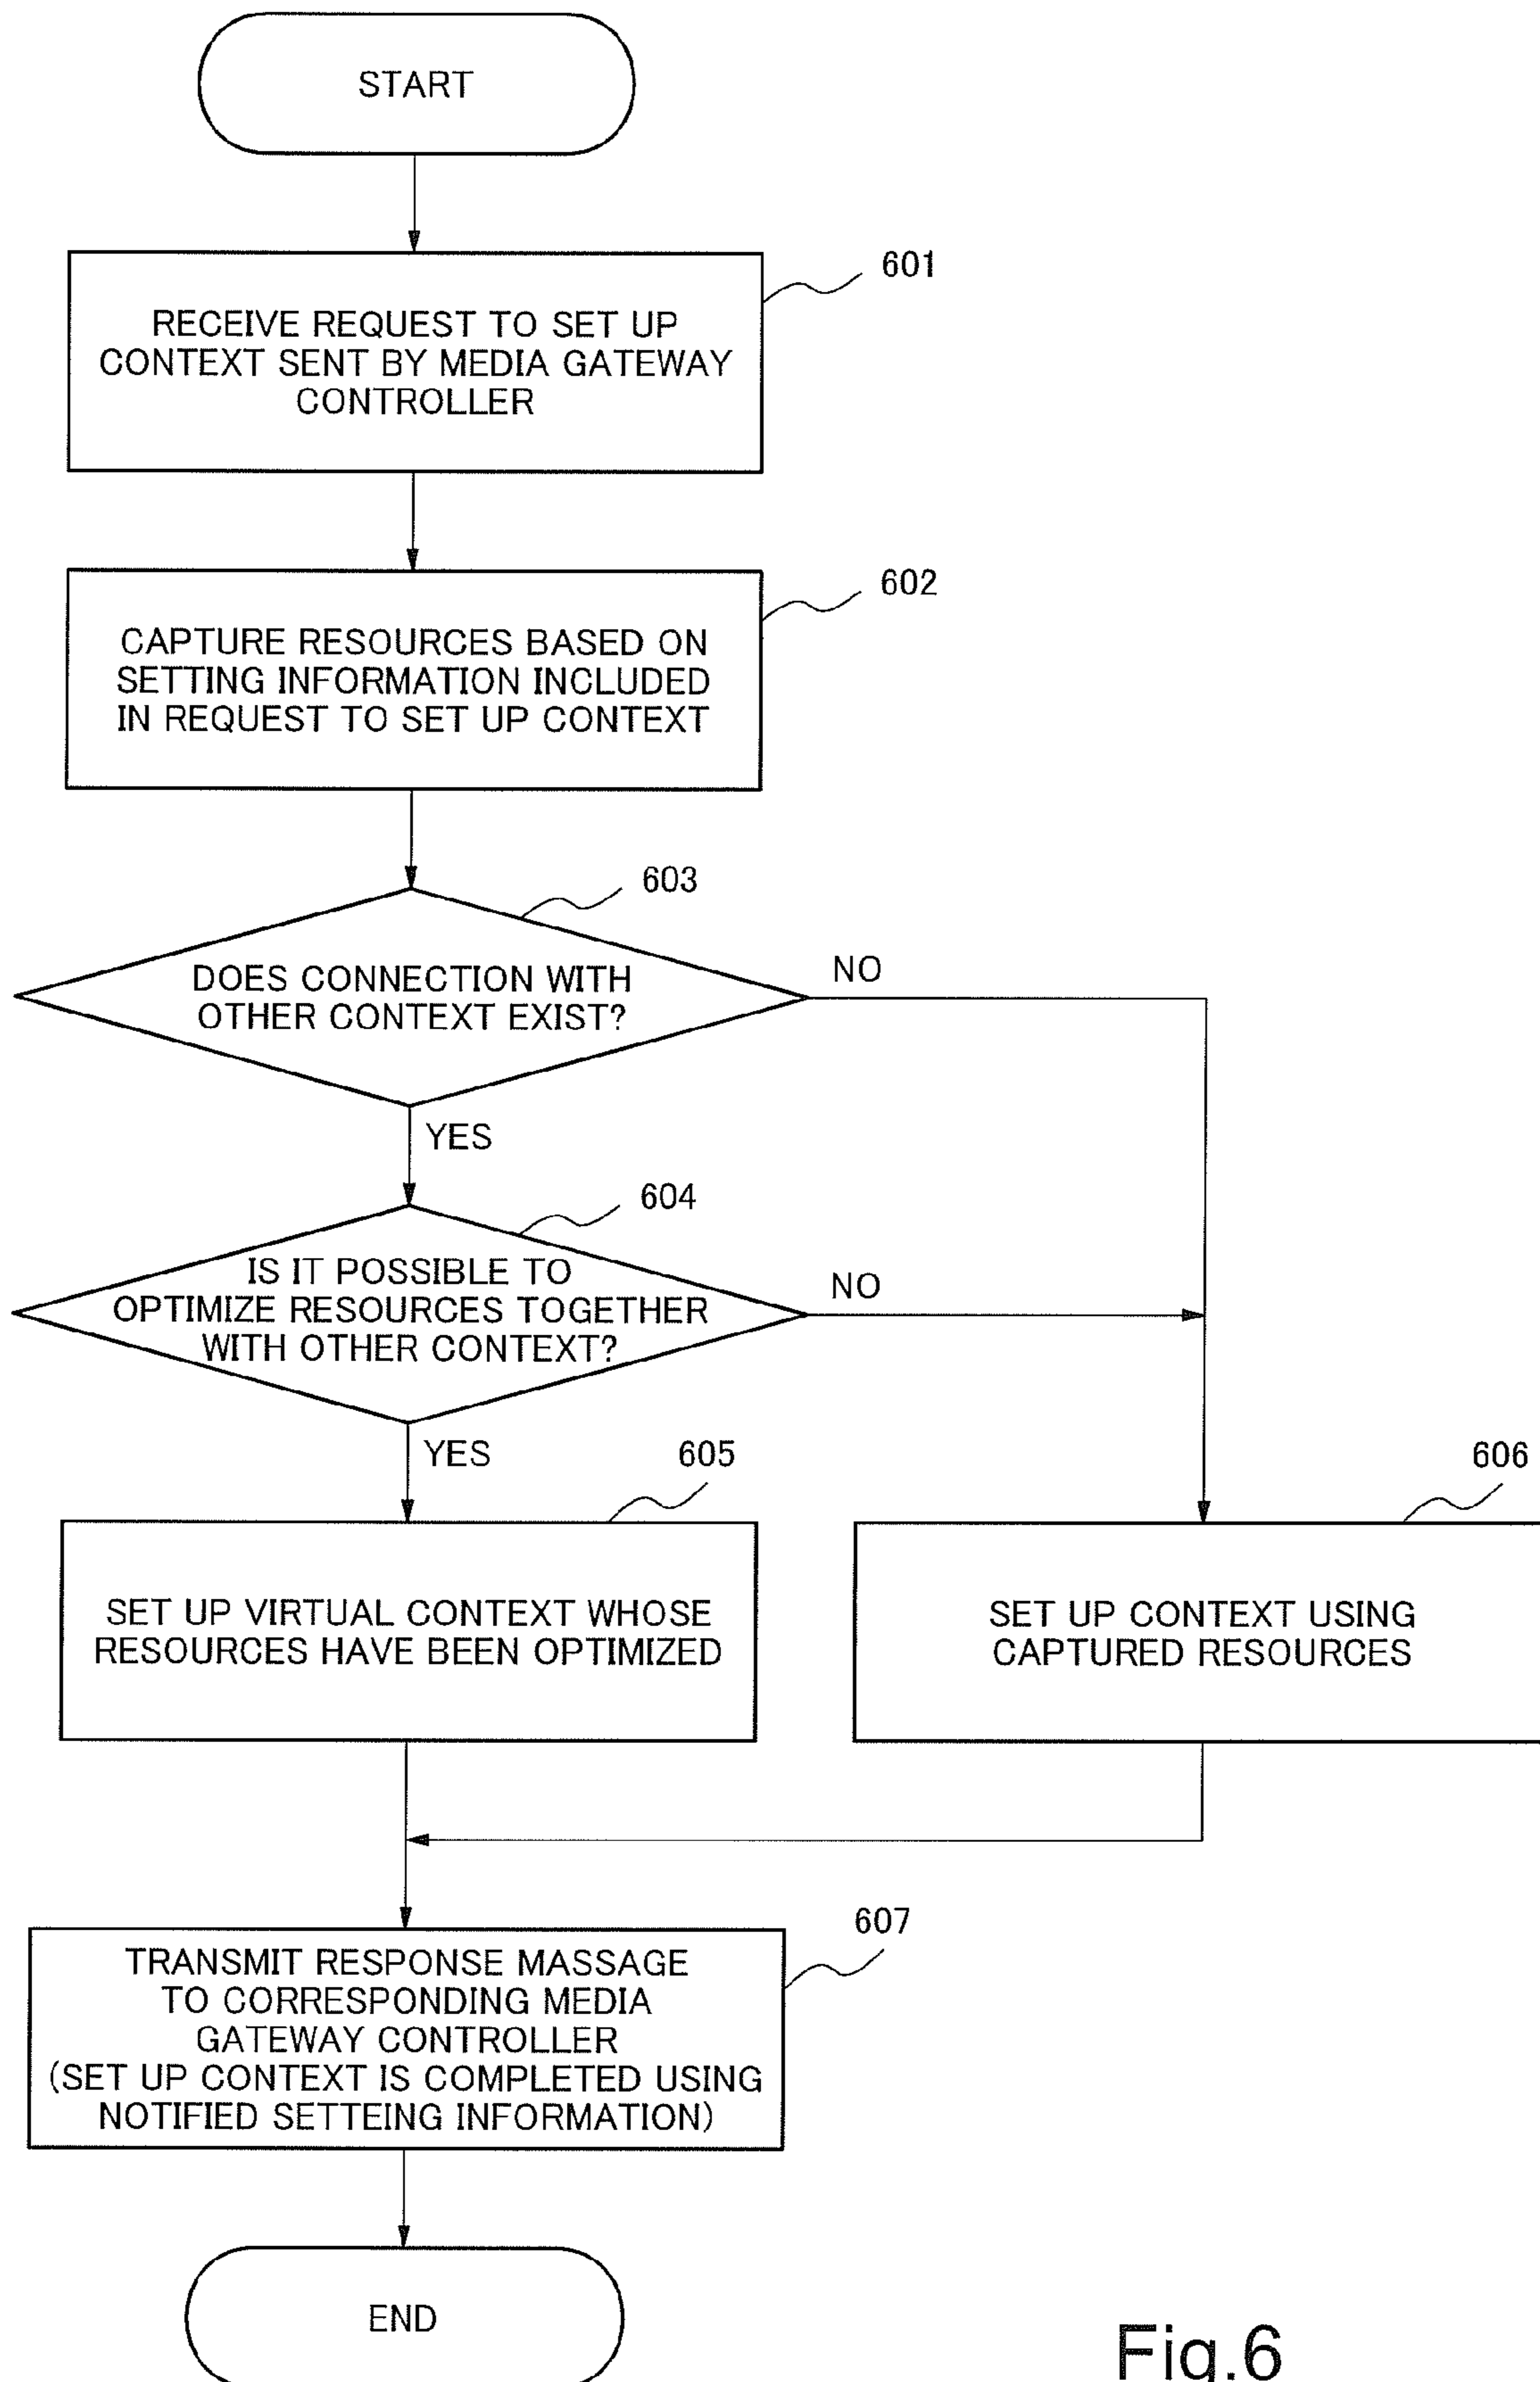 START
601
RECEIVE REQUEST TO SET UP
CONTEXT SENT BY MEDIA GATEWAY
CONTROLLER
602
CAPTURE RESOURCES BASED ON
SETTING INFORMATION INCLUDED
IN REQUEST TO SET UP CONTEXT
603
DOES CONNECTION WITH
OTHER CONTEXT EXIST?
NO
YES
604
IS IT POSSIBLE TO
OPTIMIZE RESOURCES TOGETHER
WITH OTHER CONTEXT?
NO
YES
605
SET UP VIRTUAL CONTEXT WHOSE
RESOURCES HAVE BEEN OPTIMIZED
606
SET UP CONTEXT USING
CAPTURED RESOURCES
607
TRANSMIT RESPONSE MASSAGE
TO CORRESPONDING MEDIA
GATEWAY CONTROLLER
(SET UP CONTEXT IS COMPLETED USING
NOTIFIED SETTEING INFORMATION)
END
Fig.6